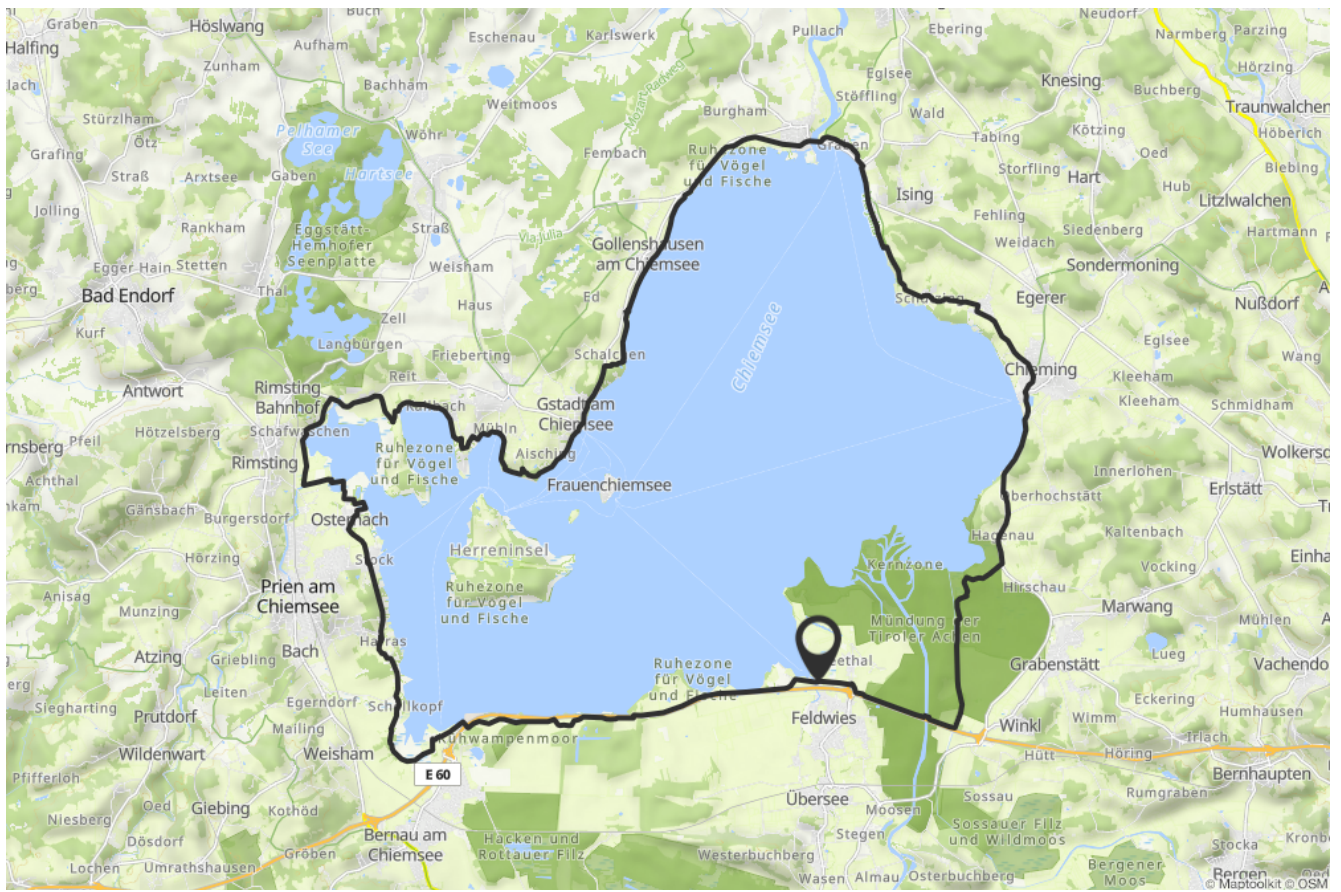 Buch
Neudorf
Höslwang
Eschenau
Karlswerk
Pullach
Ebering
Narmberg
Parzing
Halfing
Aufham
Zunham
Bachham
Eglsee
Knesing
Hörzing
Weitmoos
Mozart-Radweg
Stöffling
Buchberg
Stürzlham
Burgham
Wald
Traunwalchen
Pelhamer
See
Wöhr
Tabing
Kötzing
Höberich
Grafing
Ötz
Fembach
Ruhezone
für Vögel
und Fische
Graben
Oed
Biebing
Straß
Arxtsee
Gaben
Hartsee
Storfling
Hart
Hub
Ising
Litzlwalchen
Jolling
Rankham
Eggstätt-
Hemhofer
Seenplatte
Straß
Via Julia
Fehling
Siedenberg
Weidach
Hartmann
Gollenshausen
am Chiemsee
Egger Hain
Stetten
Welsham
Sondermoning
Thal
Bad Endorf
Haus
Ed
Schützing
Egerer
Nußdorf
Zell
Kurf
Langbürgen
Chiemsee
Eglsee
Frieberting
Schalchen
Wang
Antwort
Rimsting
Bahnhof
Reit
Chieming
Kleeham
Kleeham
Schmidham
Gstadt am
Chiemsee
Mühln
Pfeil
Hötzelsberg
Schafwaschen
Ruhezone
für Vögel
und Fische
Aisching
Rimsting
Innerlohen
Achthal
Frauenchiemsee
Erlstätt
Gänsbach
Burgersdorf
Osternach
Oberhochstätt
Kaltenbach
Hagenau
Hörzing
Stock
Herreninsel
Kernzone
Vocking
Prien am
Chiemsee
Ruhezone
für Vögel
und Fische
Hirschau
Anisag
Munzing
Marwang
Mündung der
Tiroler Achen
Mühlen
Harras
Atzing
Griebling
Bach
Ruhezone
für Vögel
und Fische
Grabenstätt
Lueg
Leiten
Siegharting
Egerndorf
Eckering
Prutdorf
Mailing
Feldwies
Winkl
Wimm
Humhausen
Wildenwart
Weisham
Kuhwampenmoor
Hütt
Höring
Irlach
Pfifferloh
E 60
Bernhaupten
Oed
Giebing
Kothöd
Übersee
Moosen
Sossau
Rumgraben
Niesberg
Dösdorf
Bernau am
Chiemsee
Hacken und
Rottauer Filz
Stegen
Sossauer Filz
und Wildmoos
Stocka
Gröben
Westerbuchberg
Lochen
Umrathshausen
Wasen
Almau
Osterbuchberg
Bergener
Moos
Bergen
© Maptoolkit © OSM